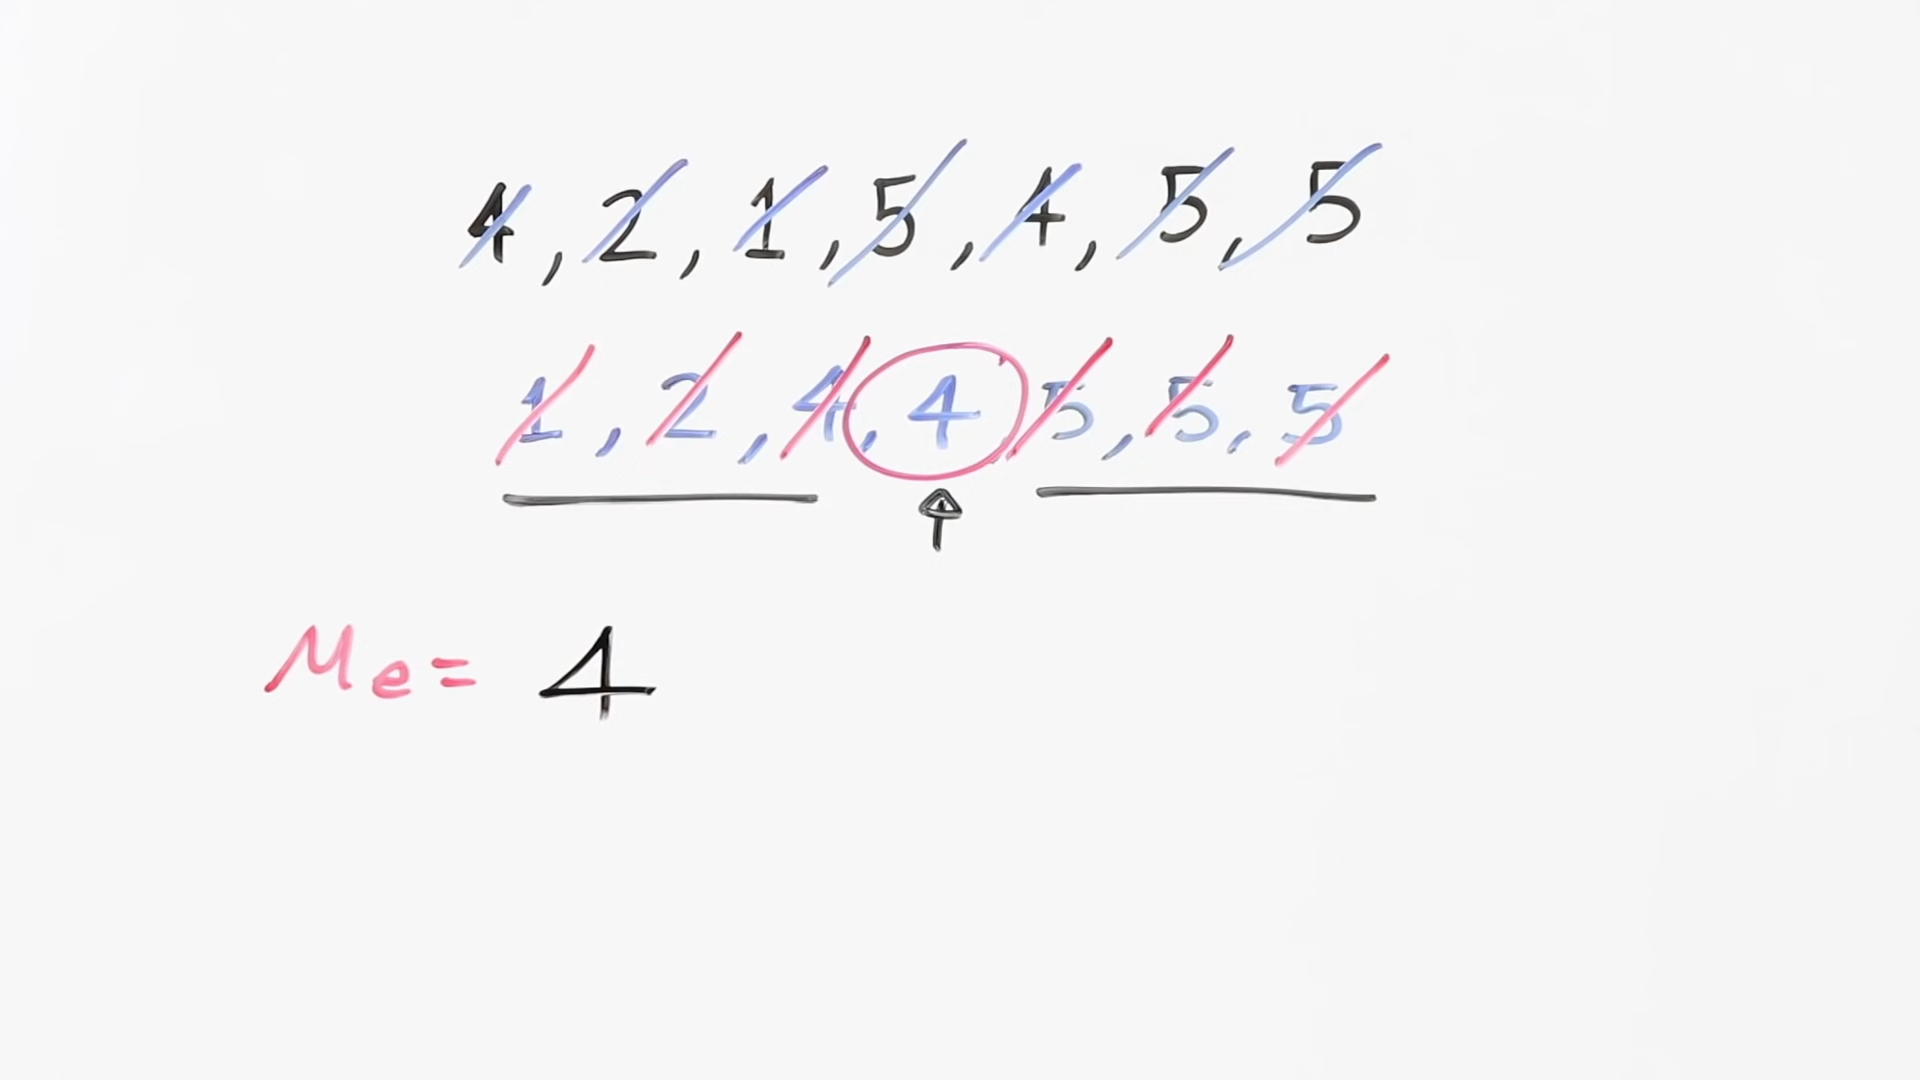 4, 2, 1, 5, 4, 5, 5
1, 2, 4, 4, 5, 5, 5
Me= 4